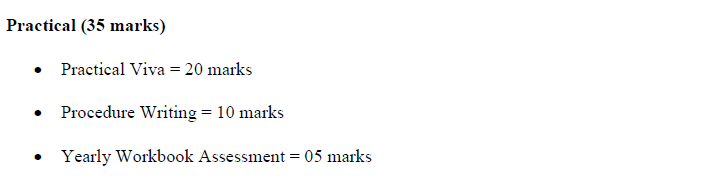 Practical (35 marks)
• Practical Viva = 20 marks
• Procedure Writing = 10 marks
• Yearly Workbook Assessment = 05 marks